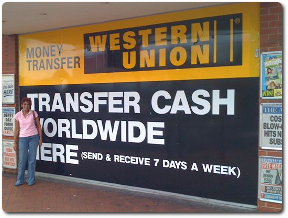 MONEY
TRANSFER
WESTERN
UNION
TRANSFER CASH
WORLDWIDE
HERE (SEND & RECEIVE 7 DAYS A WEEK)